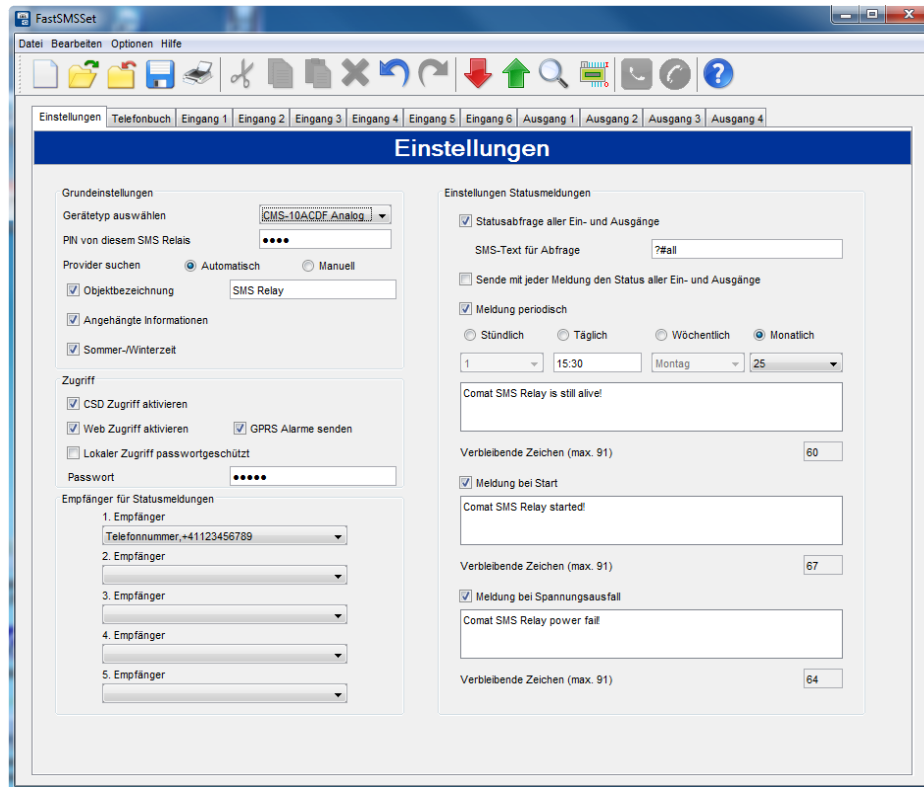 FastSMSSet
Datei Bearbeiten Optionen Hilfe
Einstellungen Telefonbuch Eingang 1 Eingang 2 Eingang 3 Eingang 4 Eingang 5 Eingang 6 Ausgang 1 Ausgang 2 Ausgang 3 Ausgang 4
Einstellungen
Grundeinstellungen
Gerätetyp auswählen CMS-10ACDF Analog
PIN von diesem SMS Relais ••••
Provider suchen Automatisch Manuell
Objektbezeichnung SMS Relay
Angehängte Informationen
Sommer-/Winterzeit
Zugriff
CSD Zugriff aktivieren
Web Zugriff aktivieren GPRS Alarme senden
Lokaler Zugriff passwortgeschützt
Passwort •••••
Empfänger für Statusmeldungen
1. Empfänger
Telefonnummer,+41123456789
2. Empfänger
3. Empfänger
4. Empfänger
5. Empfänger
Einstellungen Statusmeldungen
Statusabfrage aller Ein- und Ausgänge
SMS-Text für Abfrage ?#all
Sende mit jeder Meldung den Status aller Ein- und Ausgänge
Meldung periodisch
Stündlich Täglich Wöchentlich Monatlich
1 15:30 Montag 25
Comat SMS Relay is still alive!
Verbleibende Zeichen (max. 91) 60
Meldung bei Start
Comat SMS Relay started!
Verbleibende Zeichen (max. 91) 67
Meldung bei Spannungsausfall
Comat SMS Relay power fail!
Verbleibende Zeichen (max. 91) 64